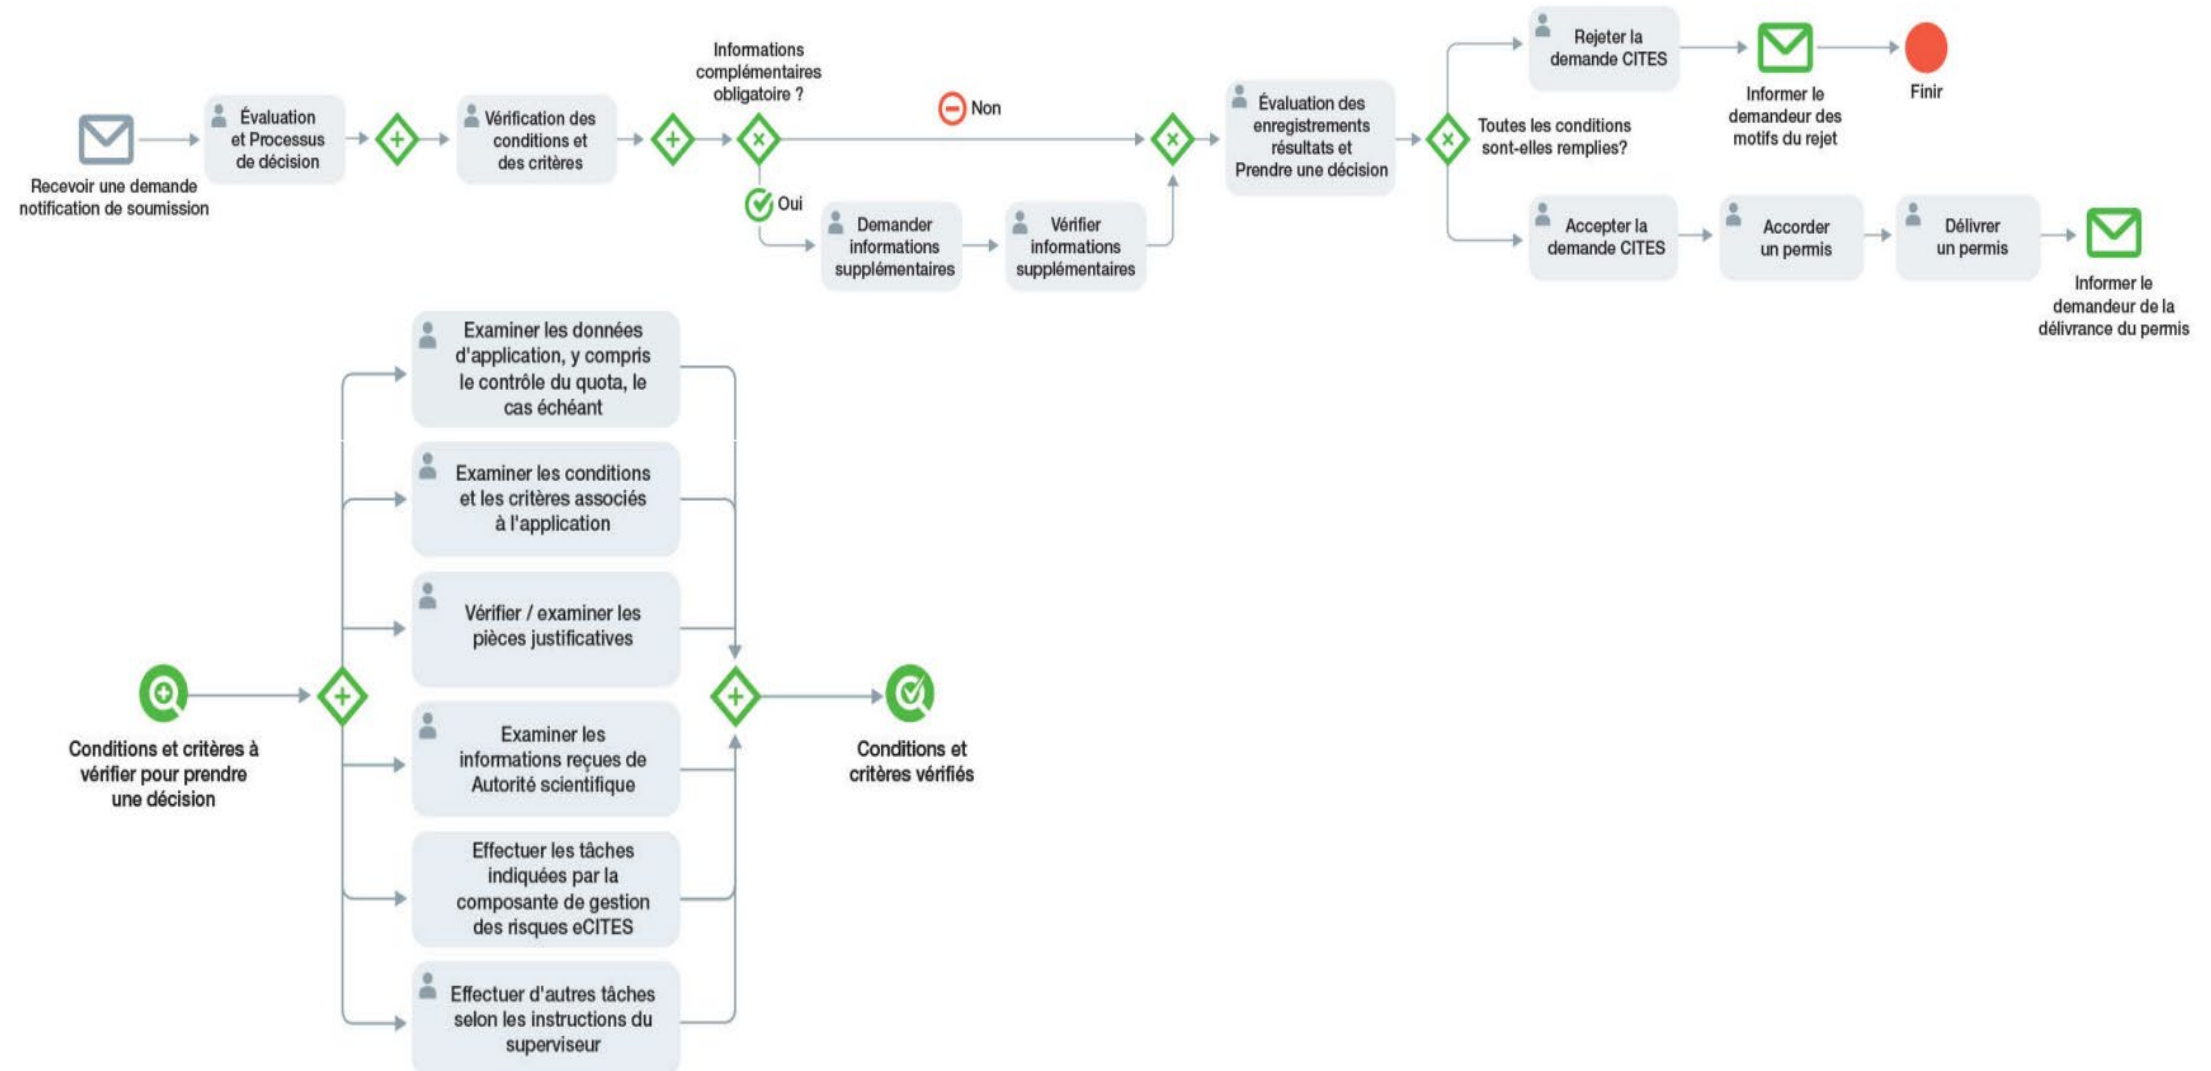 Recevoir une demande
notification de soumission
Évaluation
et Processus
de décision
Vérification des
conditions et
des critères
Informations
complémentaires
obligatoire ?
Non
Oui
Demander
informations
supplémentaires
Vérifier
informations
supplémentaires
Évaluation des
enregistrements
résultats et
Prendre une décision
Toutes les conditions
sont-elles remplies?
Rejeter la
demande CITES
Informer le
demandeur des
motifs du rejet
Finir
Accepter la
demande CITES
Accorder
un permis
Délivrer
un permis
Informer le
demandeur de la
délivrance du permis
Conditions et critères à
vérifier pour prendre
une décision
Examiner les données
d'application, y compris
le contrôle du quota, le
cas échéant
Examiner les conditions
et les critères associés
à l'application
Vérifier / examiner les
pièces justificatives
Examiner les
informations reçues de
Autorité scientifique
Effectuer les tâches
indiquées par la
composante de gestion
des risques eCITES
Effectuer d'autres tâches
selon les instructions du
superviseur
Conditions et
critères vérifiés